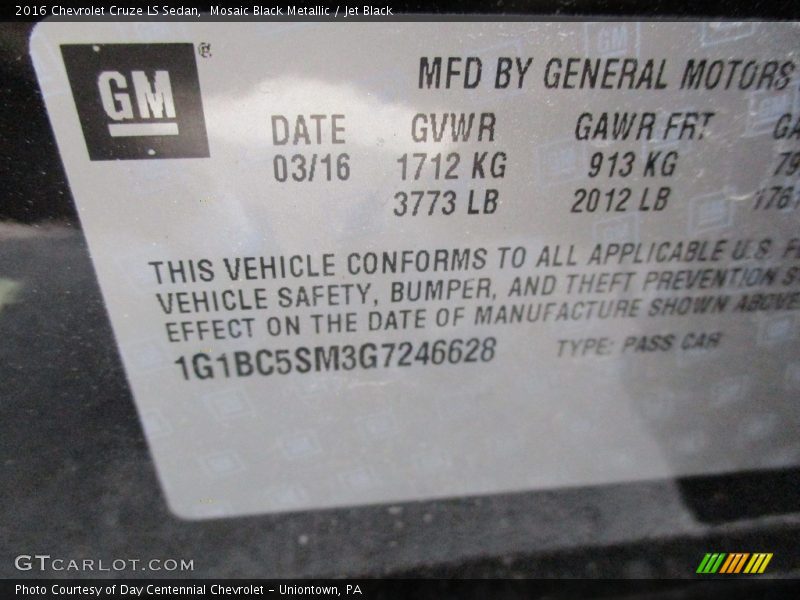 2016 Chevrolet Cruze LS Sedan, Mosaic Black Metallic / Jet Black
GM
MFD BY GENERAL MOTORS
DATE GVWR GAWR FRT GA
03/16 1712 KG 913 KG 79
3773 LB 2012 LB 176
THIS VEHICLE CONFORMS TO ALL APPLICABLE U.S. F
VEHICLE SAFETY, BUMPER, AND THEFT PREVENTION S
EFFECT ON THE DATE OF MANUFACTURE SHOWN ABOVE
1G1BC5SM3G7246628 TYPE: PASS CAR
GTCARLOT.COM
Photo Courtesy of Day Centennial Chevrolet - Uniontown, PA